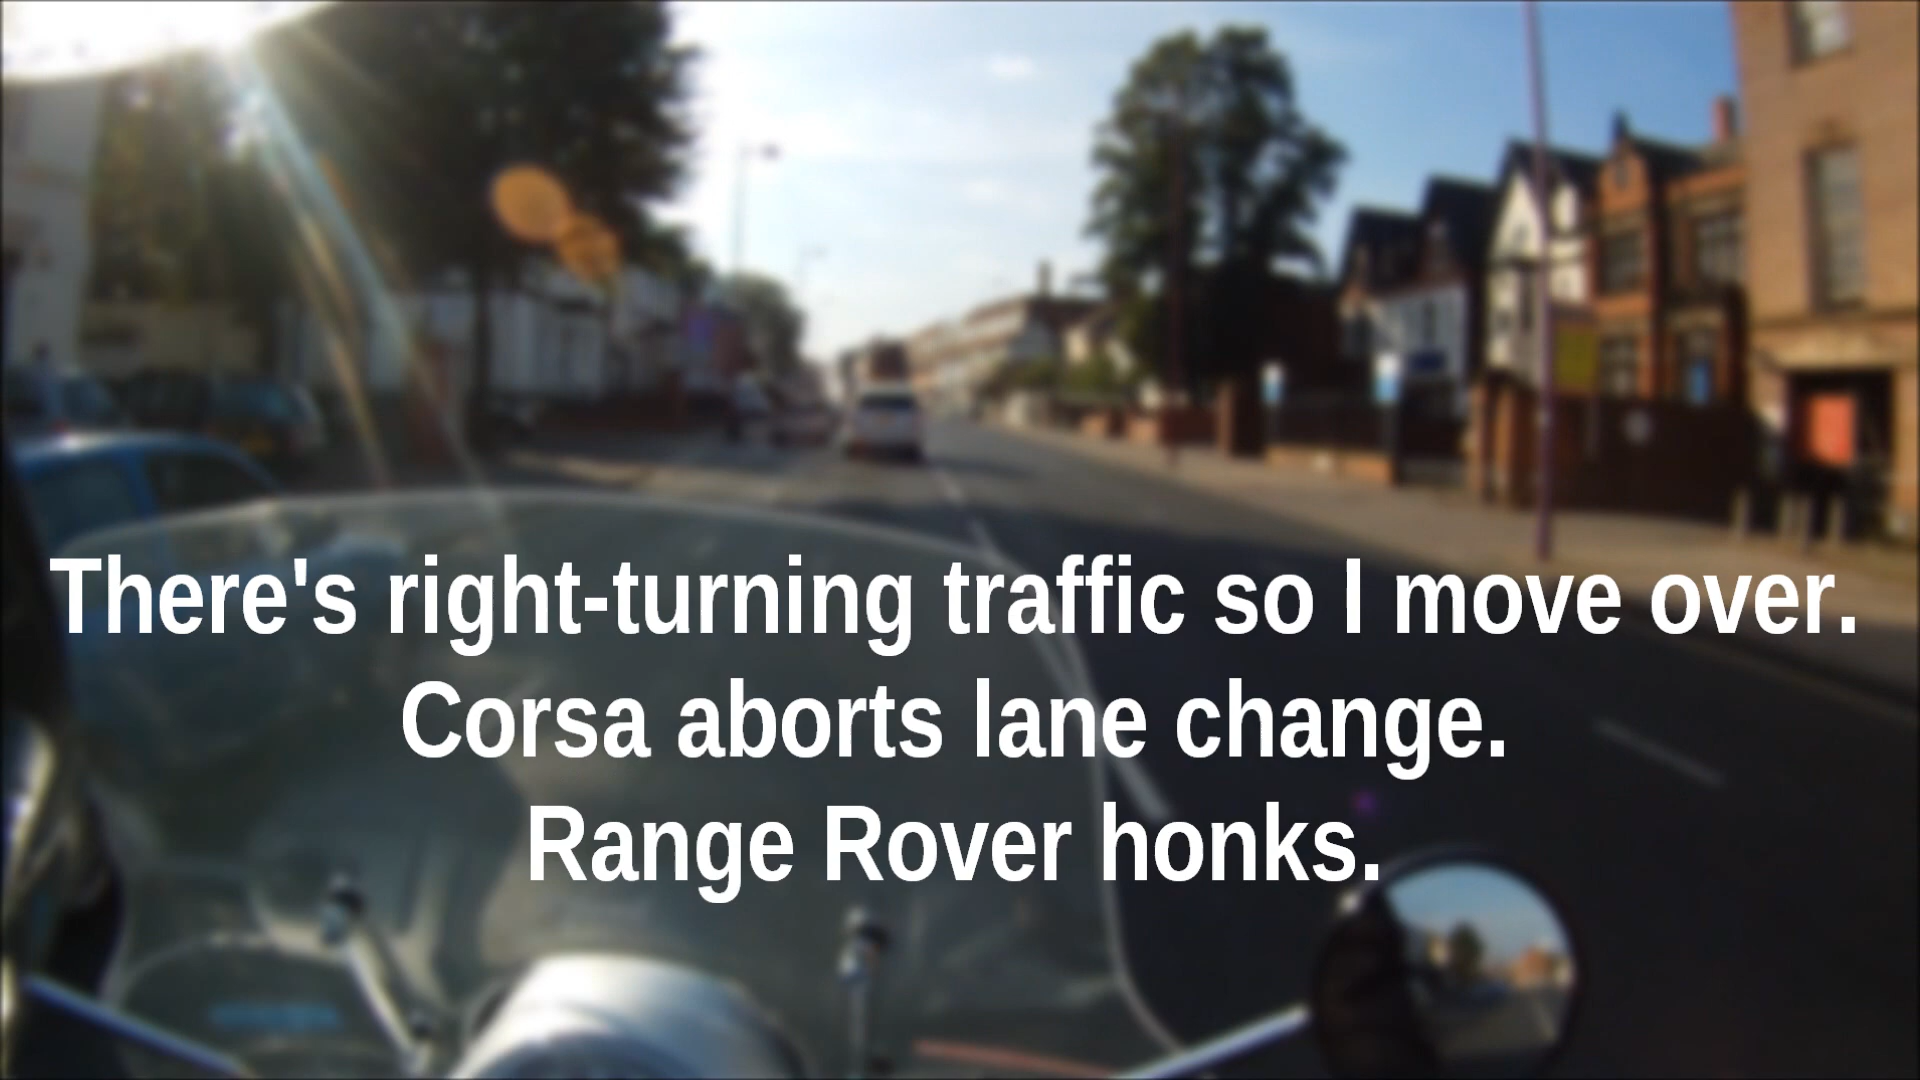 There's right-turning traffic so I move over.
Corsa aborts lane change.
Range Rover honks.